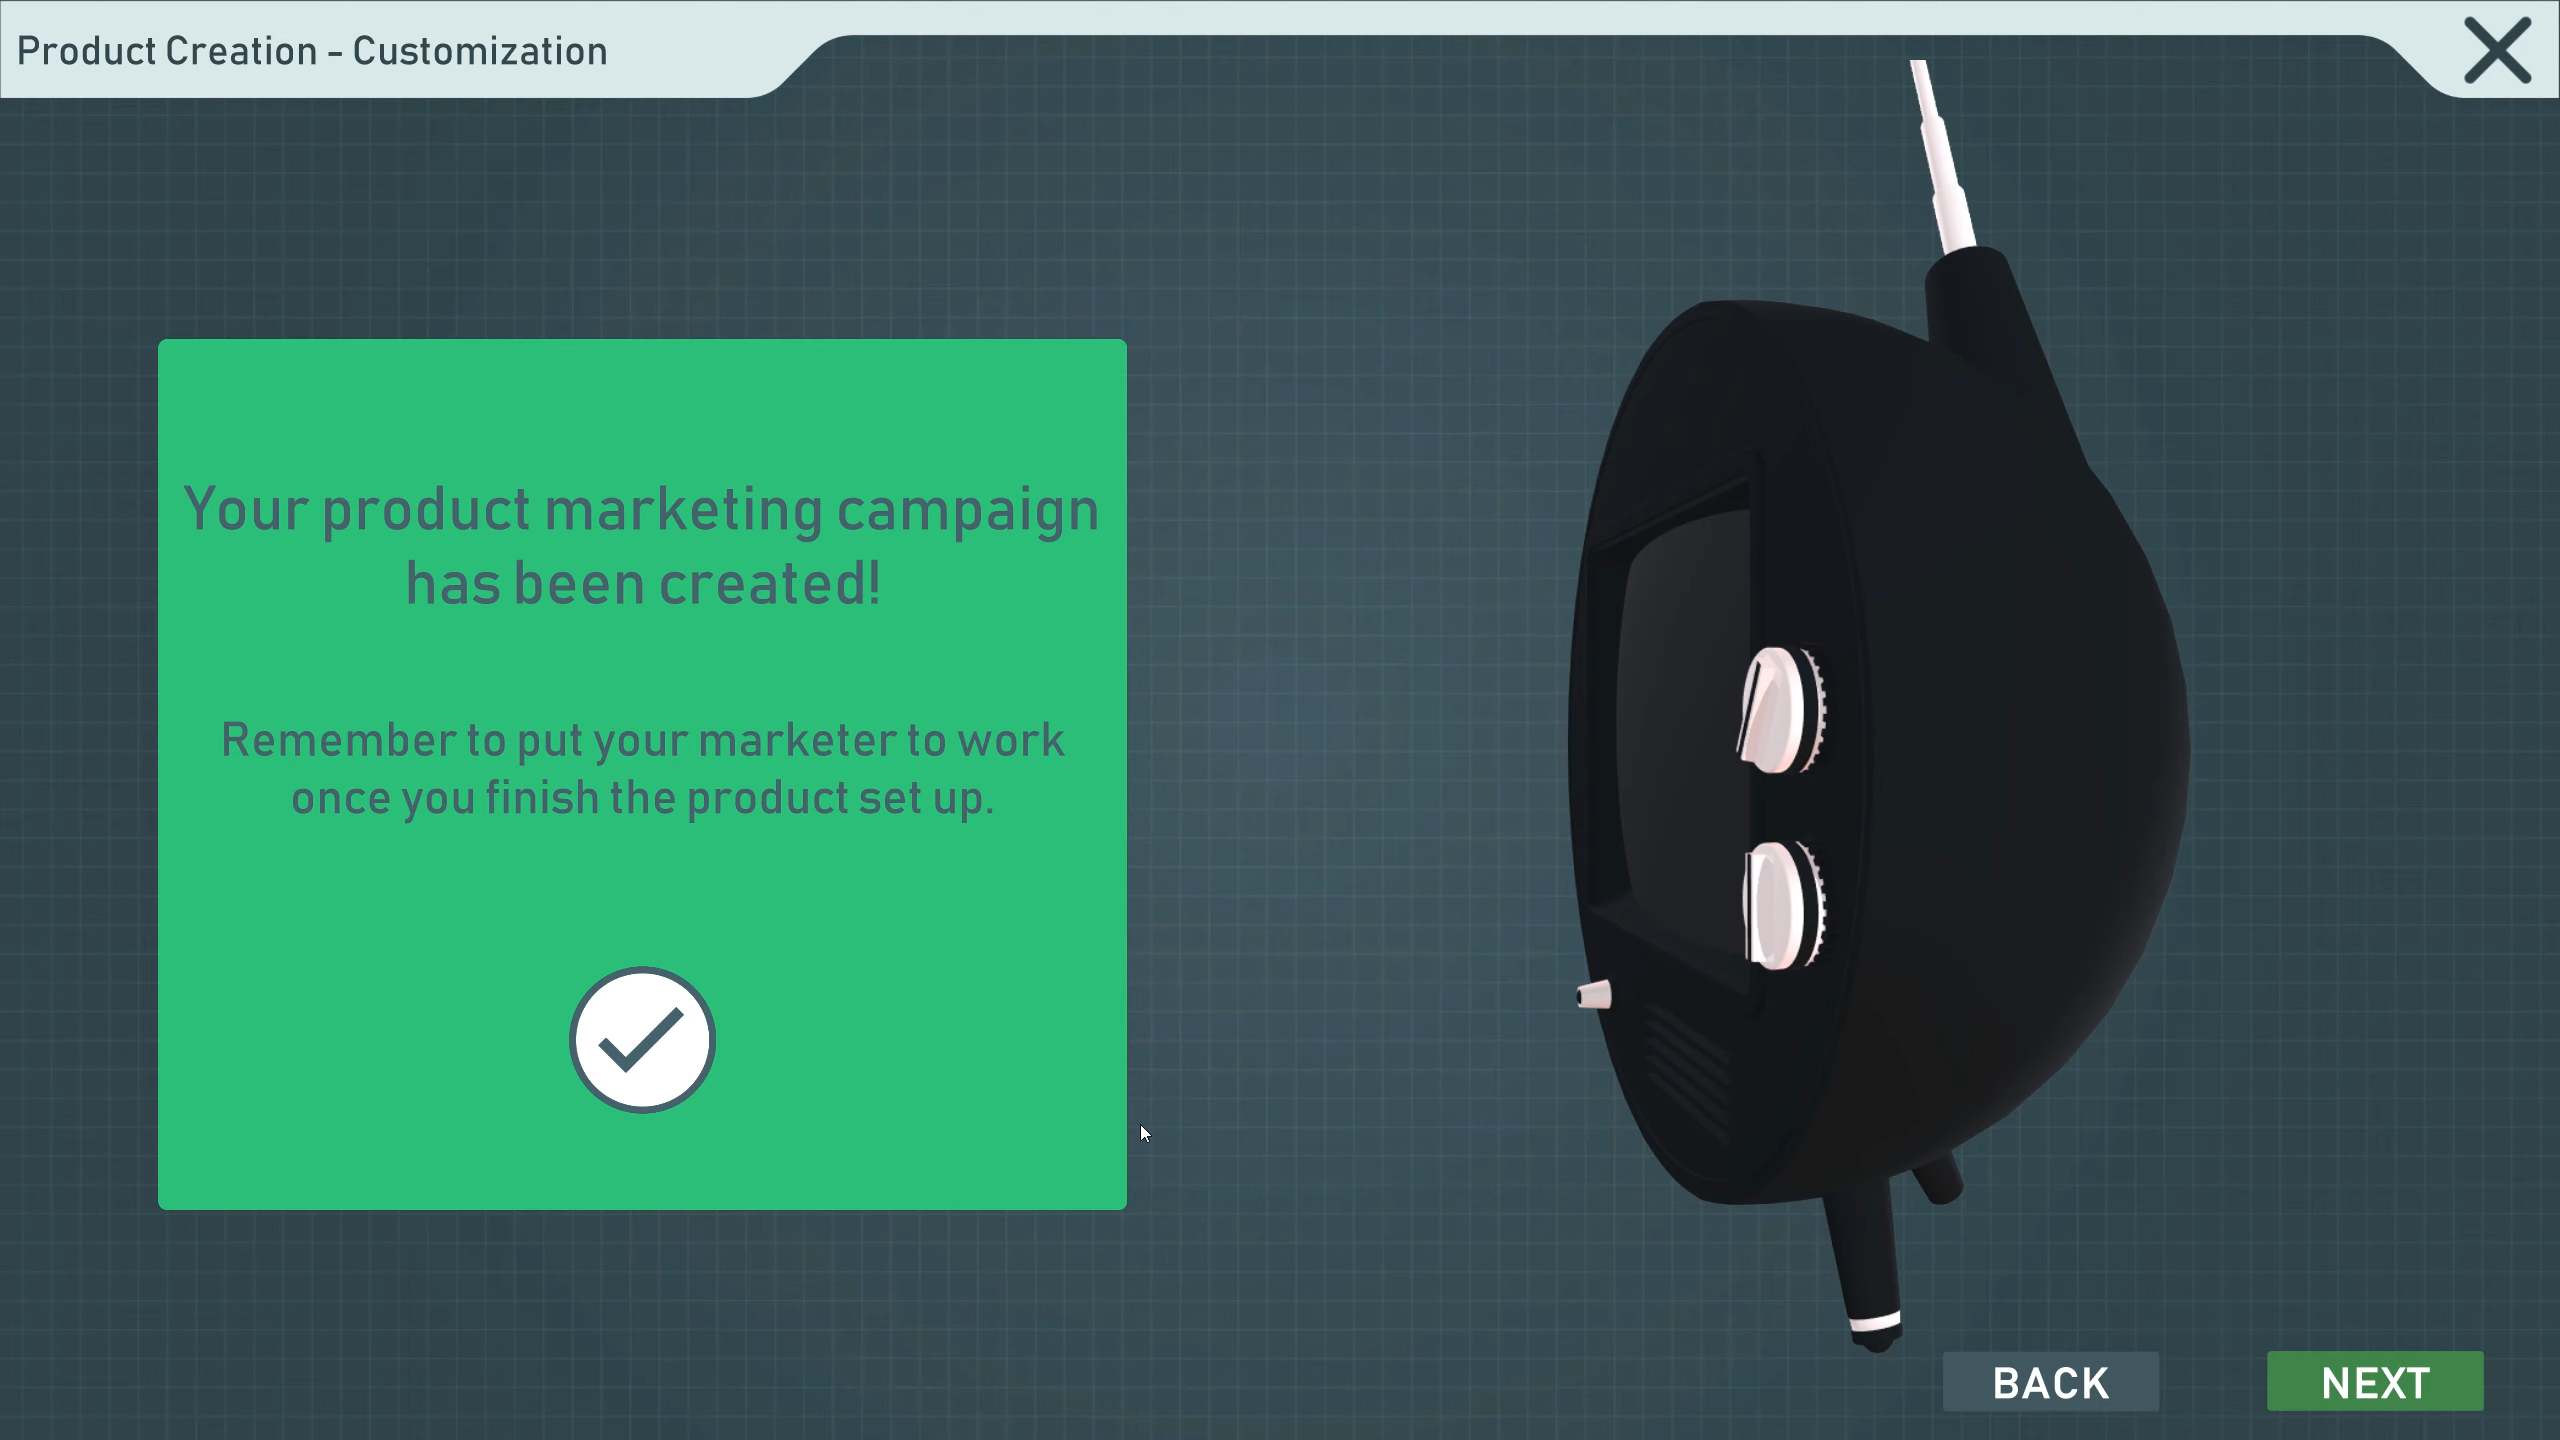 Product Creation - Customization
Your product marketing campaign
has been created!
Remember to put your marketer to work
once you finish the product set up.
BACK
NEXT